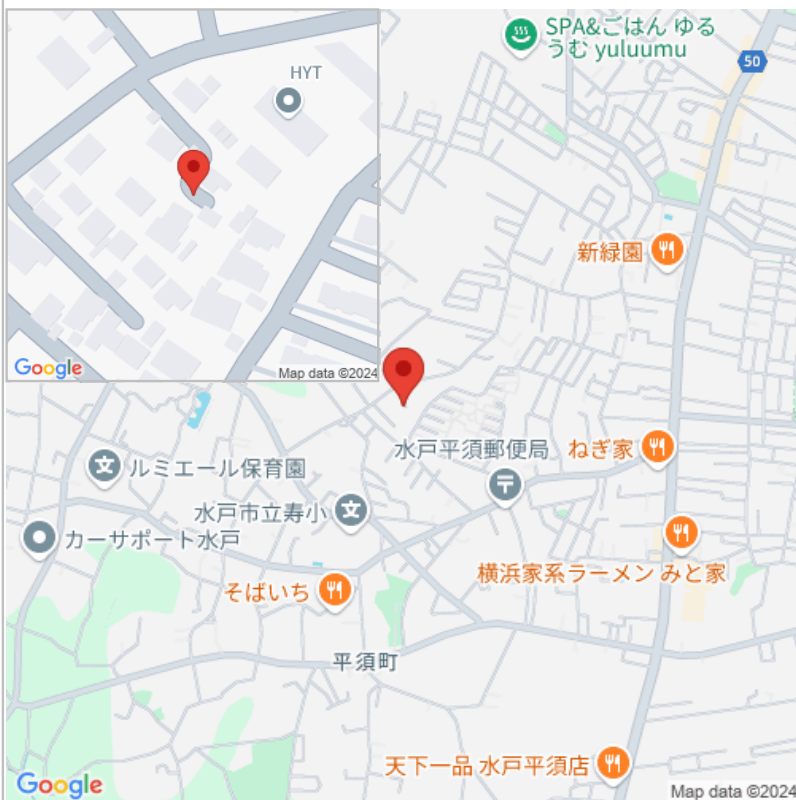 HYT
Google
Map data ©2024
SPA&ごはん ゆる
うむ yuluumu
50
新緑園
水戸平須郵便局
ねぎ家
ルミエール保育園
水戸市立寿小
カーサポート水戸
横浜家系ラーメン みと家
そばいち
平須町
天下一品 水戸平須店
Google
Map data ©2024